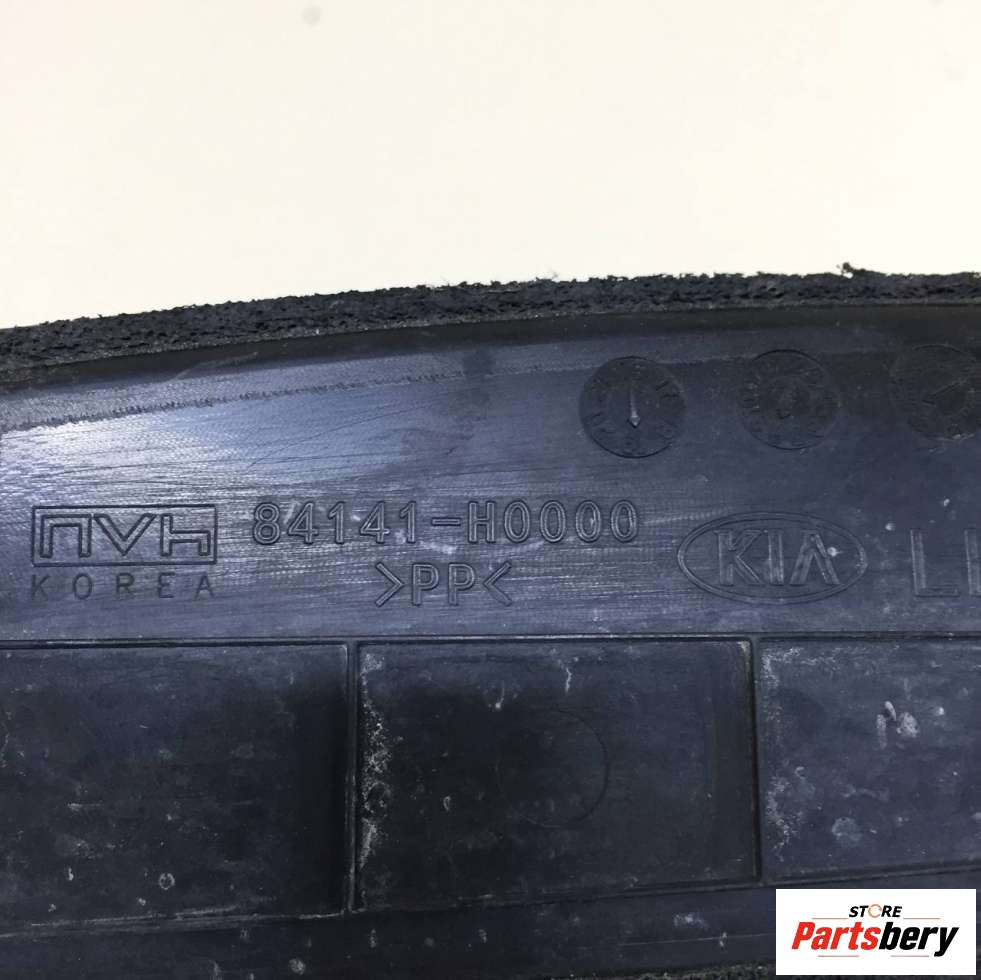 nvh
KOREA
84141-H0000
>PP<
KIA
STORE
Partsbery